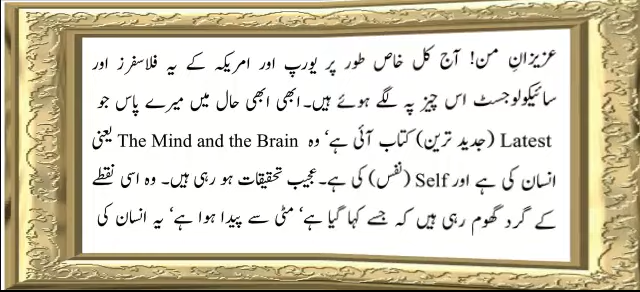 عزیزانِ من! آج کل خاص طور پر یورپ اور امریکہ کے یہ فلاسفرز اور
سائیکولوجسٹ اس چیز پہ لگے ہوئے ہیں۔ ابھی ابھی حال میں میرے پاس جو
Latest (جدید ترین) کتاب آئی ہے‘ وہ The Mind and the Brain یعنی
انسان کی ہے اور Self (نفس) کی ہے۔ عجیب تحقیقات ہو رہی ہیں۔ وہ اسی نقطے
کے گرد گھوم رہی ہیں کہ جسے کہا گیا ہے‘ مٹی سے پیدا ہوا ہے‘ یہ انسان کی